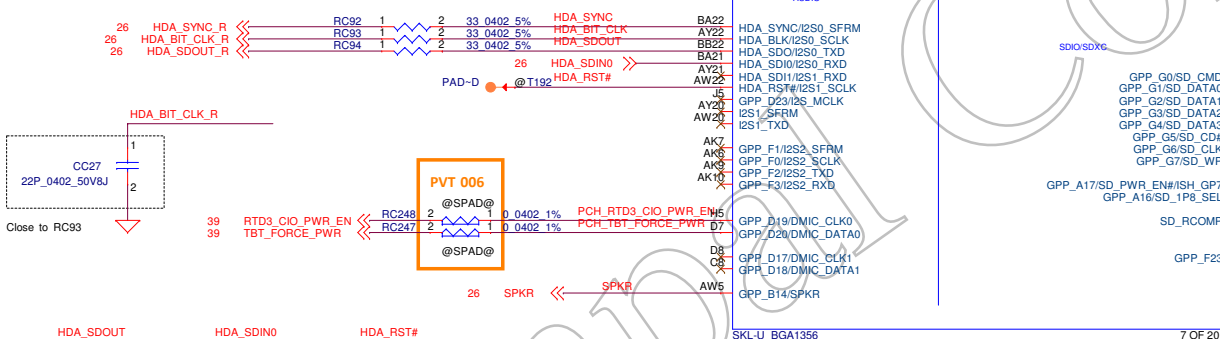 AUDIO
26 HDA_SYNC_R RC92 1 2 33_0402_5% HDA_SYNC BA22 HDA_SYNC/I2S0_SFRM
26 HDA_BIT_CLK_R RC93 1 2 33_0402_5% HDA_BIT_CLK AY22 HDA_BLK/I2S0_SCLK
26 HDA_SDOUT_R RC94 1 2 33_0402_5% HDA_SDOUT BB22 HDA_SDO/I2S0_TXD
SDIO/SDXC
26 HDA_SDIN0 BA21 HDA_SDI0/I2S0_RXD
AY21 HDA_SDI1/I2S1_RXD
PAD~D @ T192 HDA_RST# AW22 HDA_RST#/I2S1_SCLK
J5 GPP_D23/I2S_MCLK
AY20 I2S1_SFRM
AW20 I2S1_TXD
GPP_G0/SD_CMD
GPP_G1/SD_DATA0
GPP_G2/SD_DATA1
GPP_G3/SD_DATA2
GPP_G4/SD_DATA3
GPP_G5/SD_CD#
GPP_G6/SD_CLK
GPP_G7/SD_WP
HDA_BIT_CLK_R
1
CC27
22P_0402_50V8J
2
Close to RC93
AK7 GPP_F1/I2S2_SFRM
AK6 GPP_F0/I2S2_SCLK
AK9 GPP_F2/I2S2_TXD
AK10 GPP_F3/I2S2_RXD
GPP_A17/SD_PWR_EN#/ISH_GP7
GPP_A16/SD_1P8_SEL
PVT 006
@SPAD@
39 RTD3_CIO_PWR_EN RC248 2 1 0_0402_1% PCH_RTD3_CIO_PWR_EN H5 GPP_D19/DMIC_CLK0
39 TBT_FORCE_PWR RC247 2 1 0_0402_1% PCH_TBT_FORCE_PWR D7 GPP_D20/DMIC_DATA0
@SPAD@
SD_RCOMP
D8 GPP_D17/DMIC_CLK1
C8 GPP_D18/DMIC_DATA1
GPP_F23
26 SPKR SPKR AW5 GPP_B14/SPKR
HDA_SDOUT HDA_SDIN0 HDA_RST#
SKL-U_BGA1356 7 OF 20